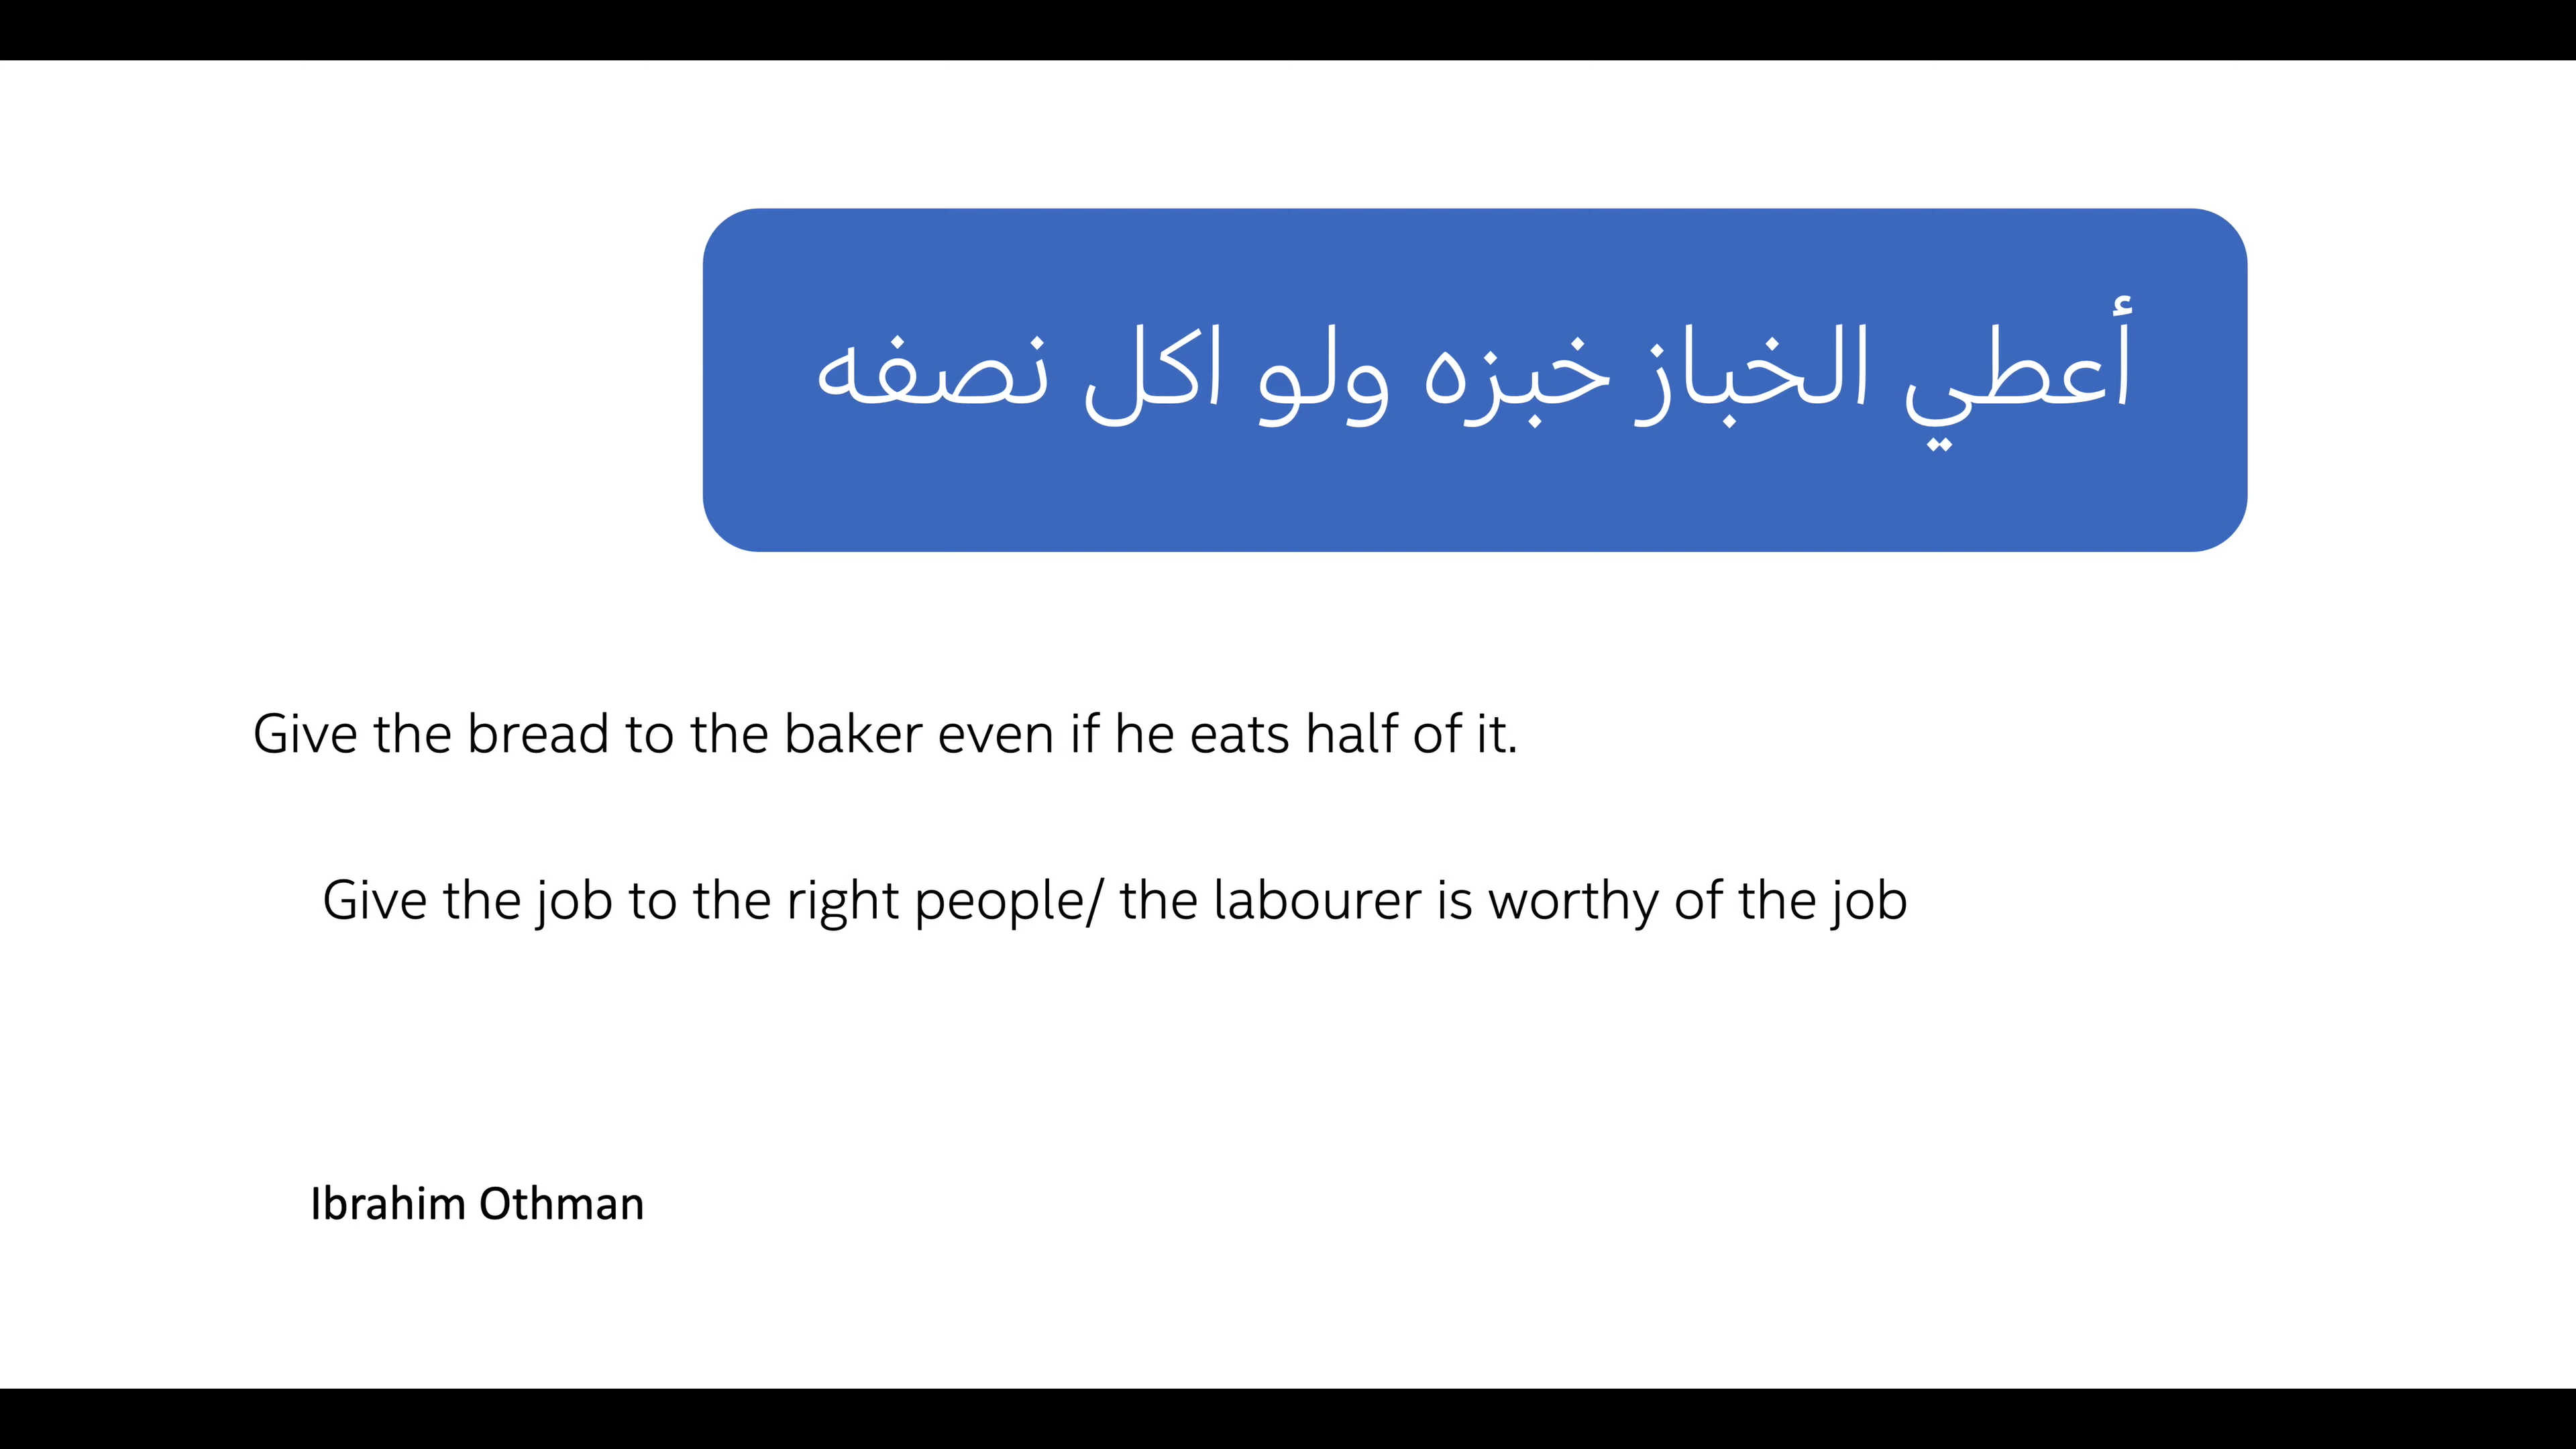 أعطي الخباز خبزه ولو اكل نصفه
Give the bread to the baker even if he eats half of it.
Give the job to the right people/ the labourer is worthy of the job
Ibrahim Othman